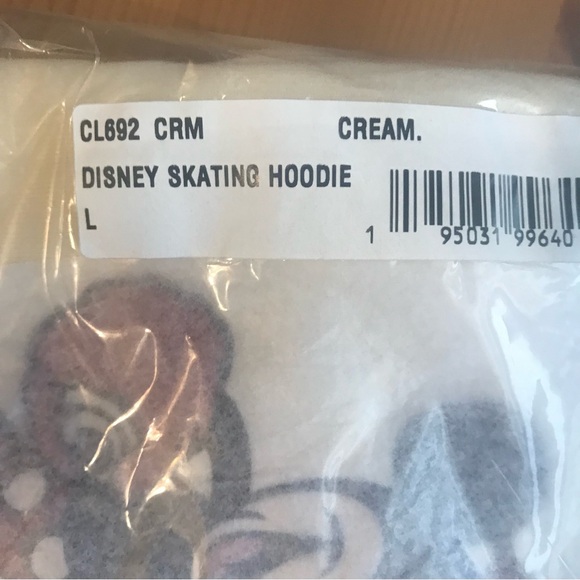 CL692 CRM CREAM.
DISNEY SKATING HOODIE
L
1 95031 99640